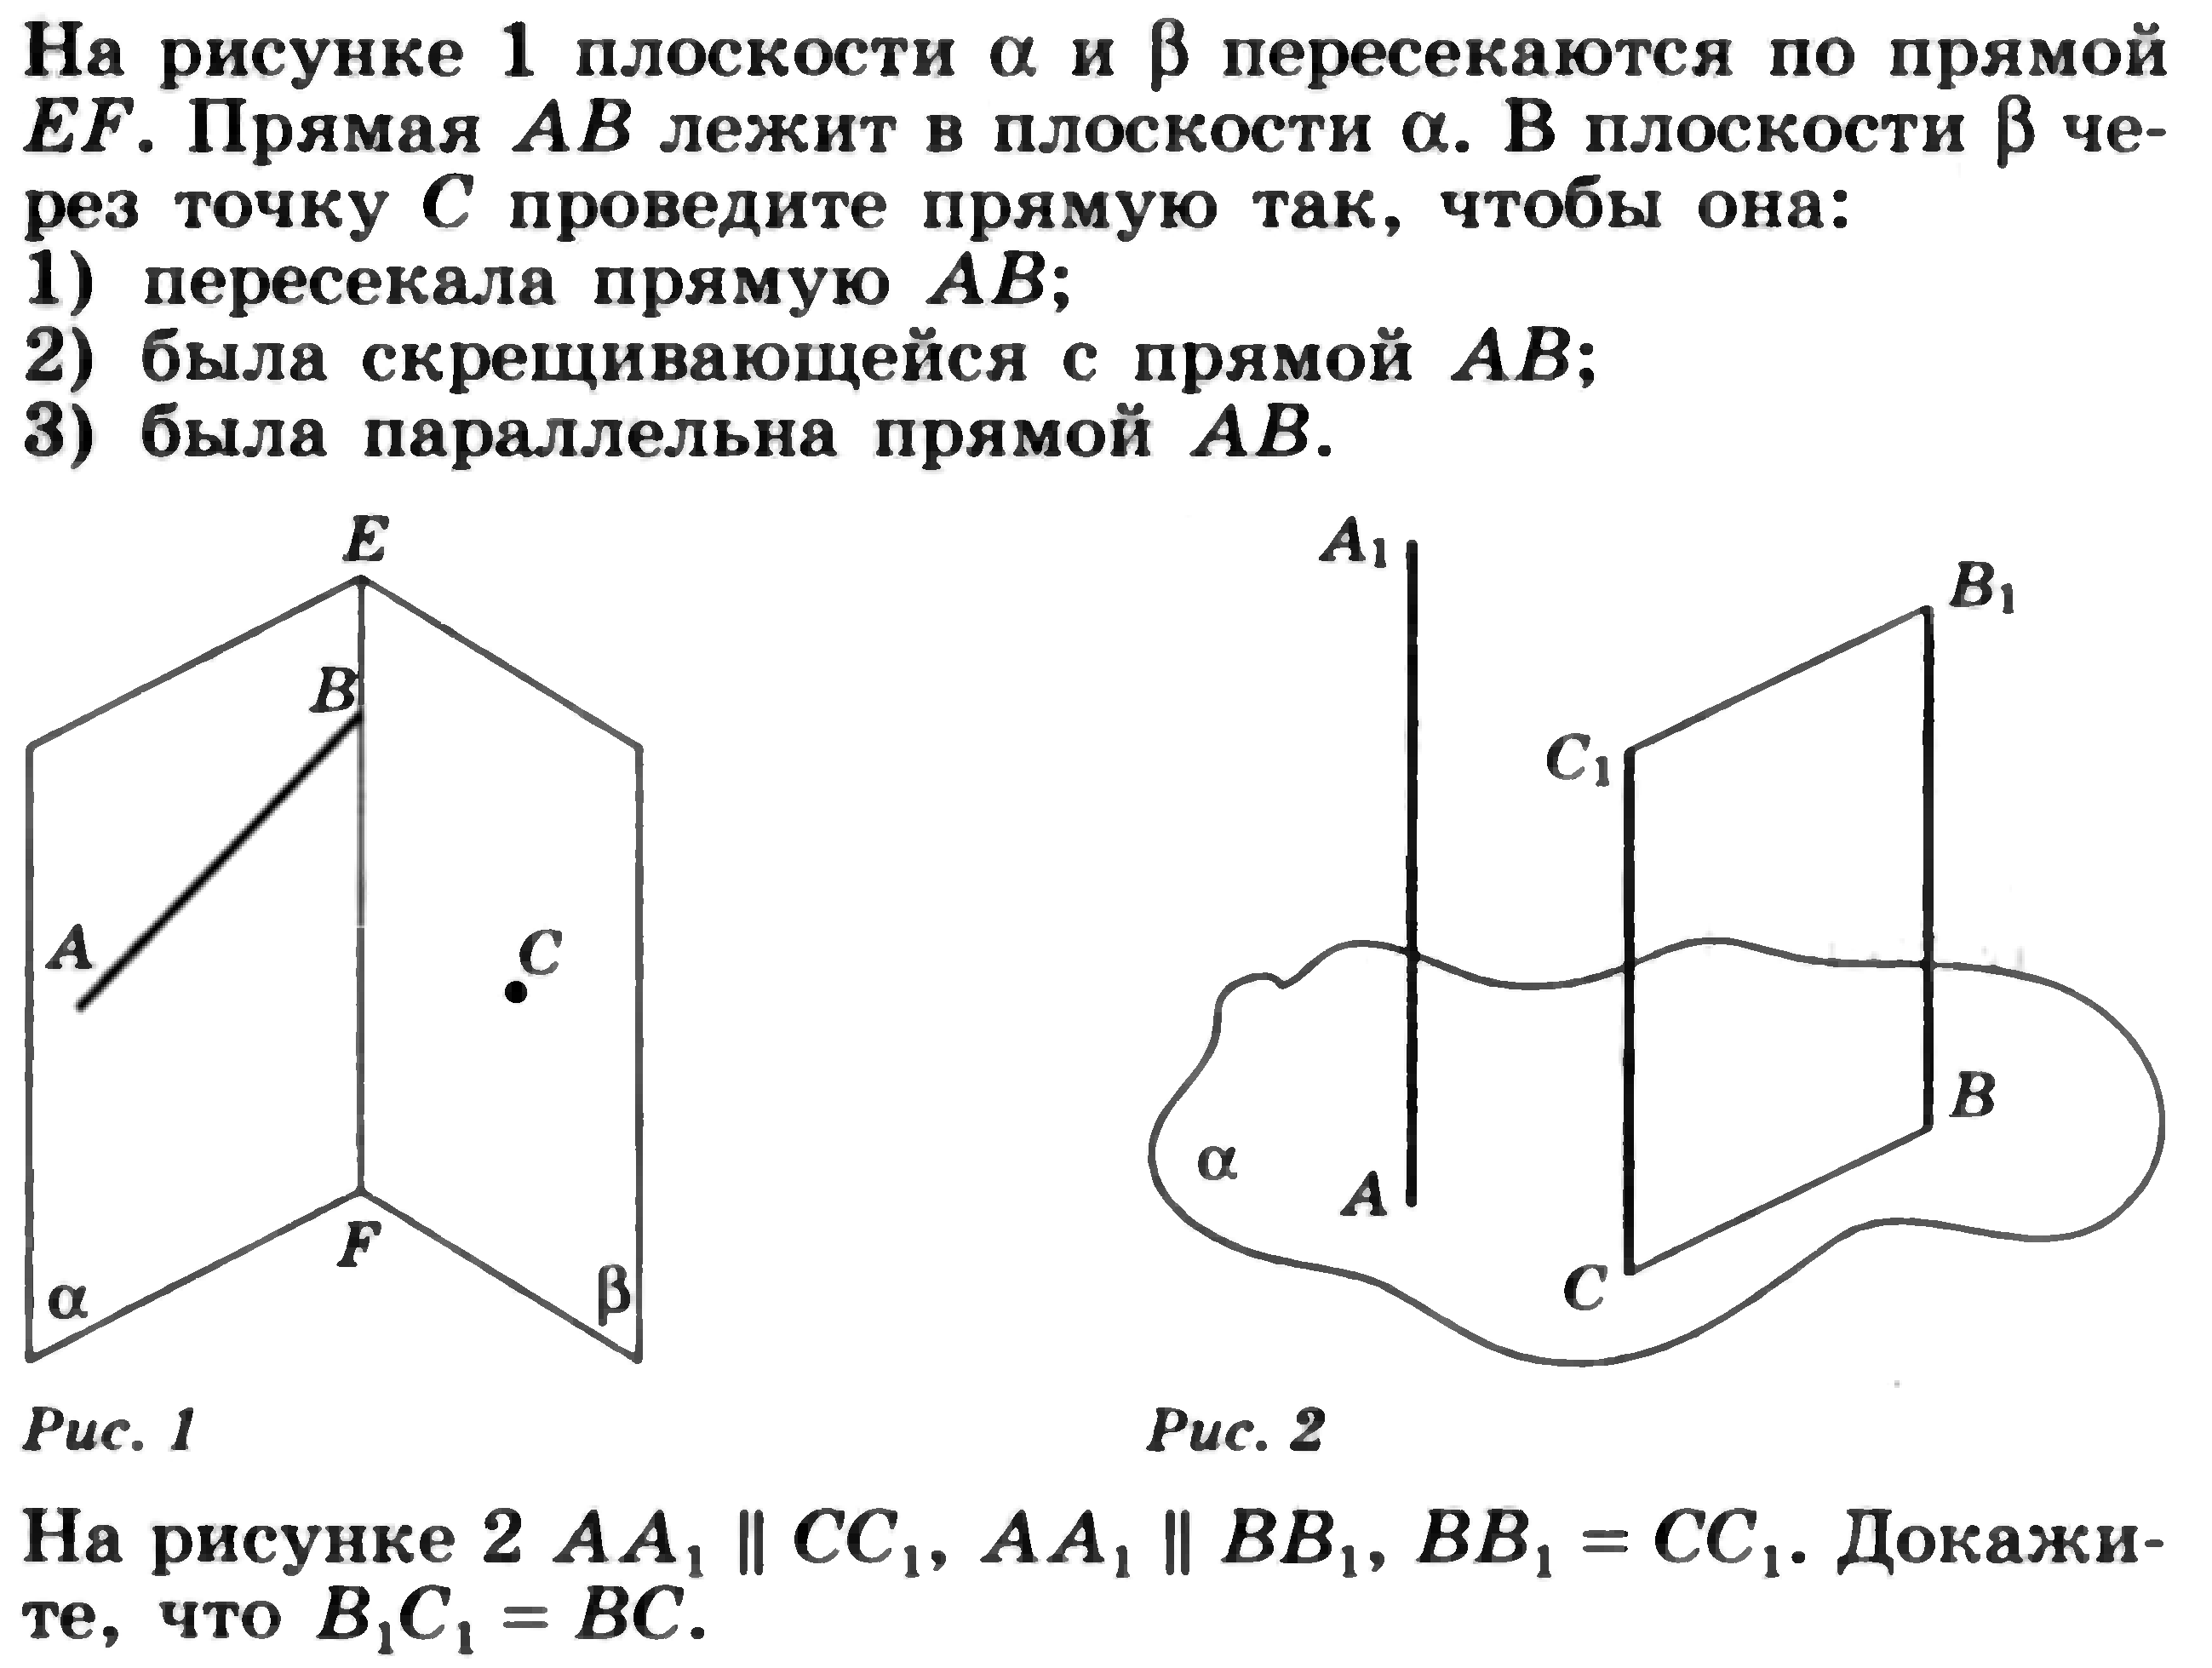 На рисунке 1 плоскости α и β пересекаются по прямой
EF. Прямая AB лежит в плоскости α. В плоскости β че-
рез точку C проведите прямую так, чтобы она:
1) пересекала прямую AB;
2) была скрещивающейся с прямой AB;
3) была параллельна прямой AB.
E
B
A
C
F
α
β
A₁
B₁
C₁
B
α
A
C
Рис. 1
Рис. 2
На рисунке 2 AA₁ ∥ CC₁, AA₁ ∥ BB₁, BB₁ = CC₁. Докажи-
те, что B₁C₁ = BC.